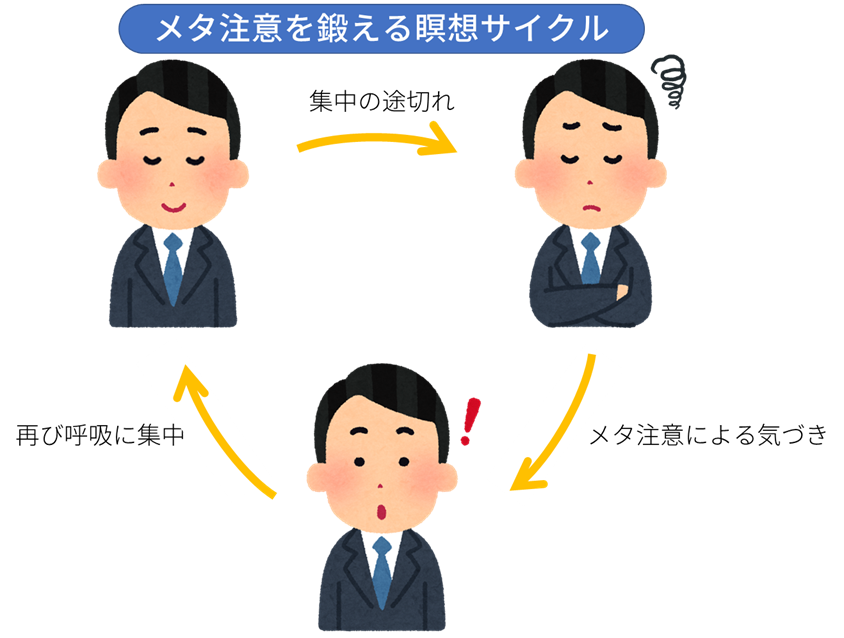 メタ注意を鍛える瞑想サイクル
集中の途切れ
メタ注意による気づき
再び呼吸に集中